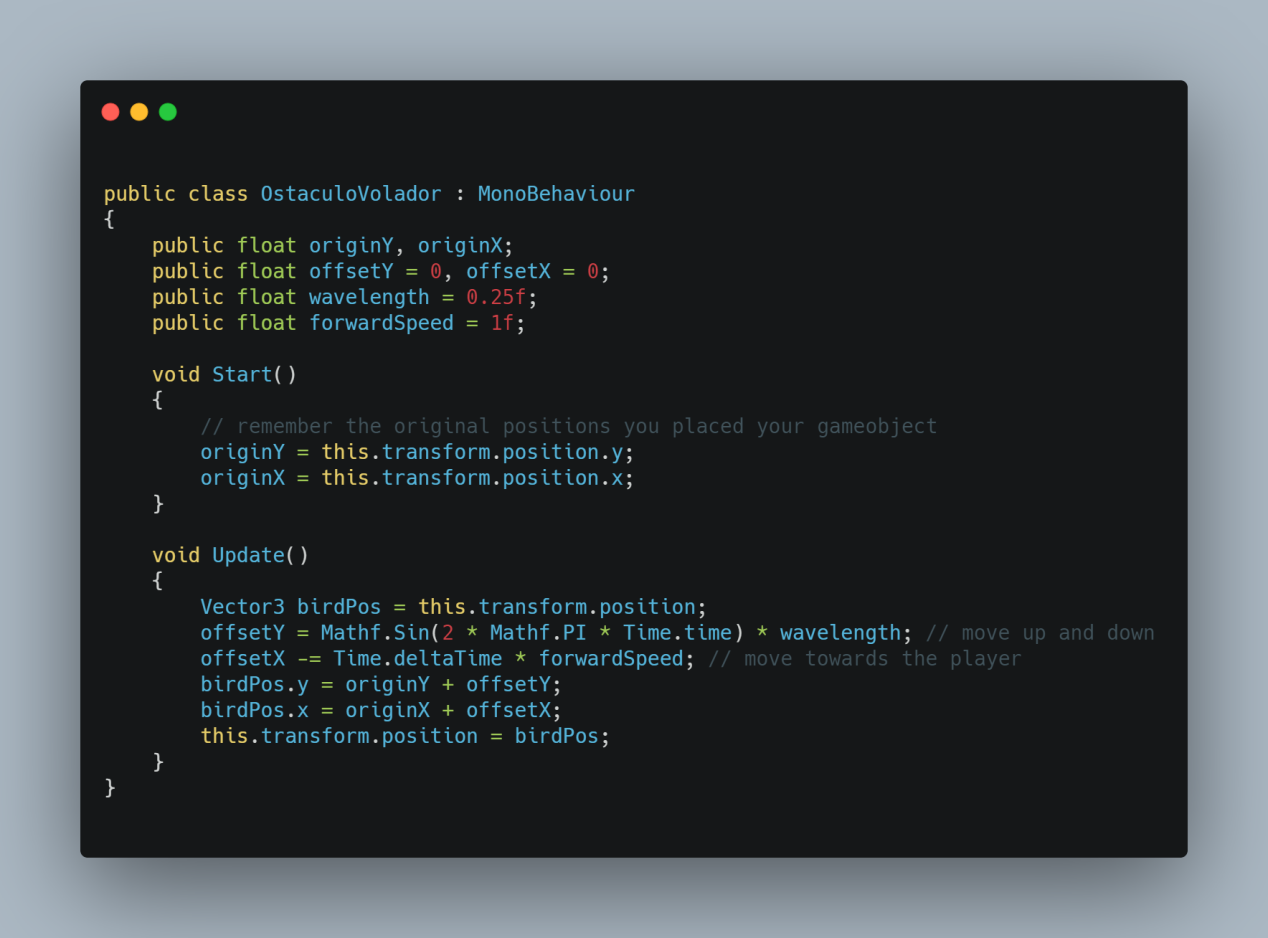 public class OstaculoVolador : MonoBehaviour
{
    public float originY, originX;
    public float offsetY = 0, offsetX = 0;
    public float wavelength = 0.25f;
    public float forwardSpeed = 1f;

    void Start()
    {
        // remember the original positions you placed your gameobject
        originY = this.transform.position.y;
        originX = this.transform.position.x;
    }

    void Update()
    {
        Vector3 birdPos = this.transform.position;
        offsetY = Mathf.Sin(2 * Mathf.PI * Time.time) * wavelength; // move up and down
        offsetX -= Time.deltaTime * forwardSpeed; // move towards the player
        birdPos.y = originY + offsetY;
        birdPos.x = originX + offsetX;
        this.transform.position = birdPos;
    }
}